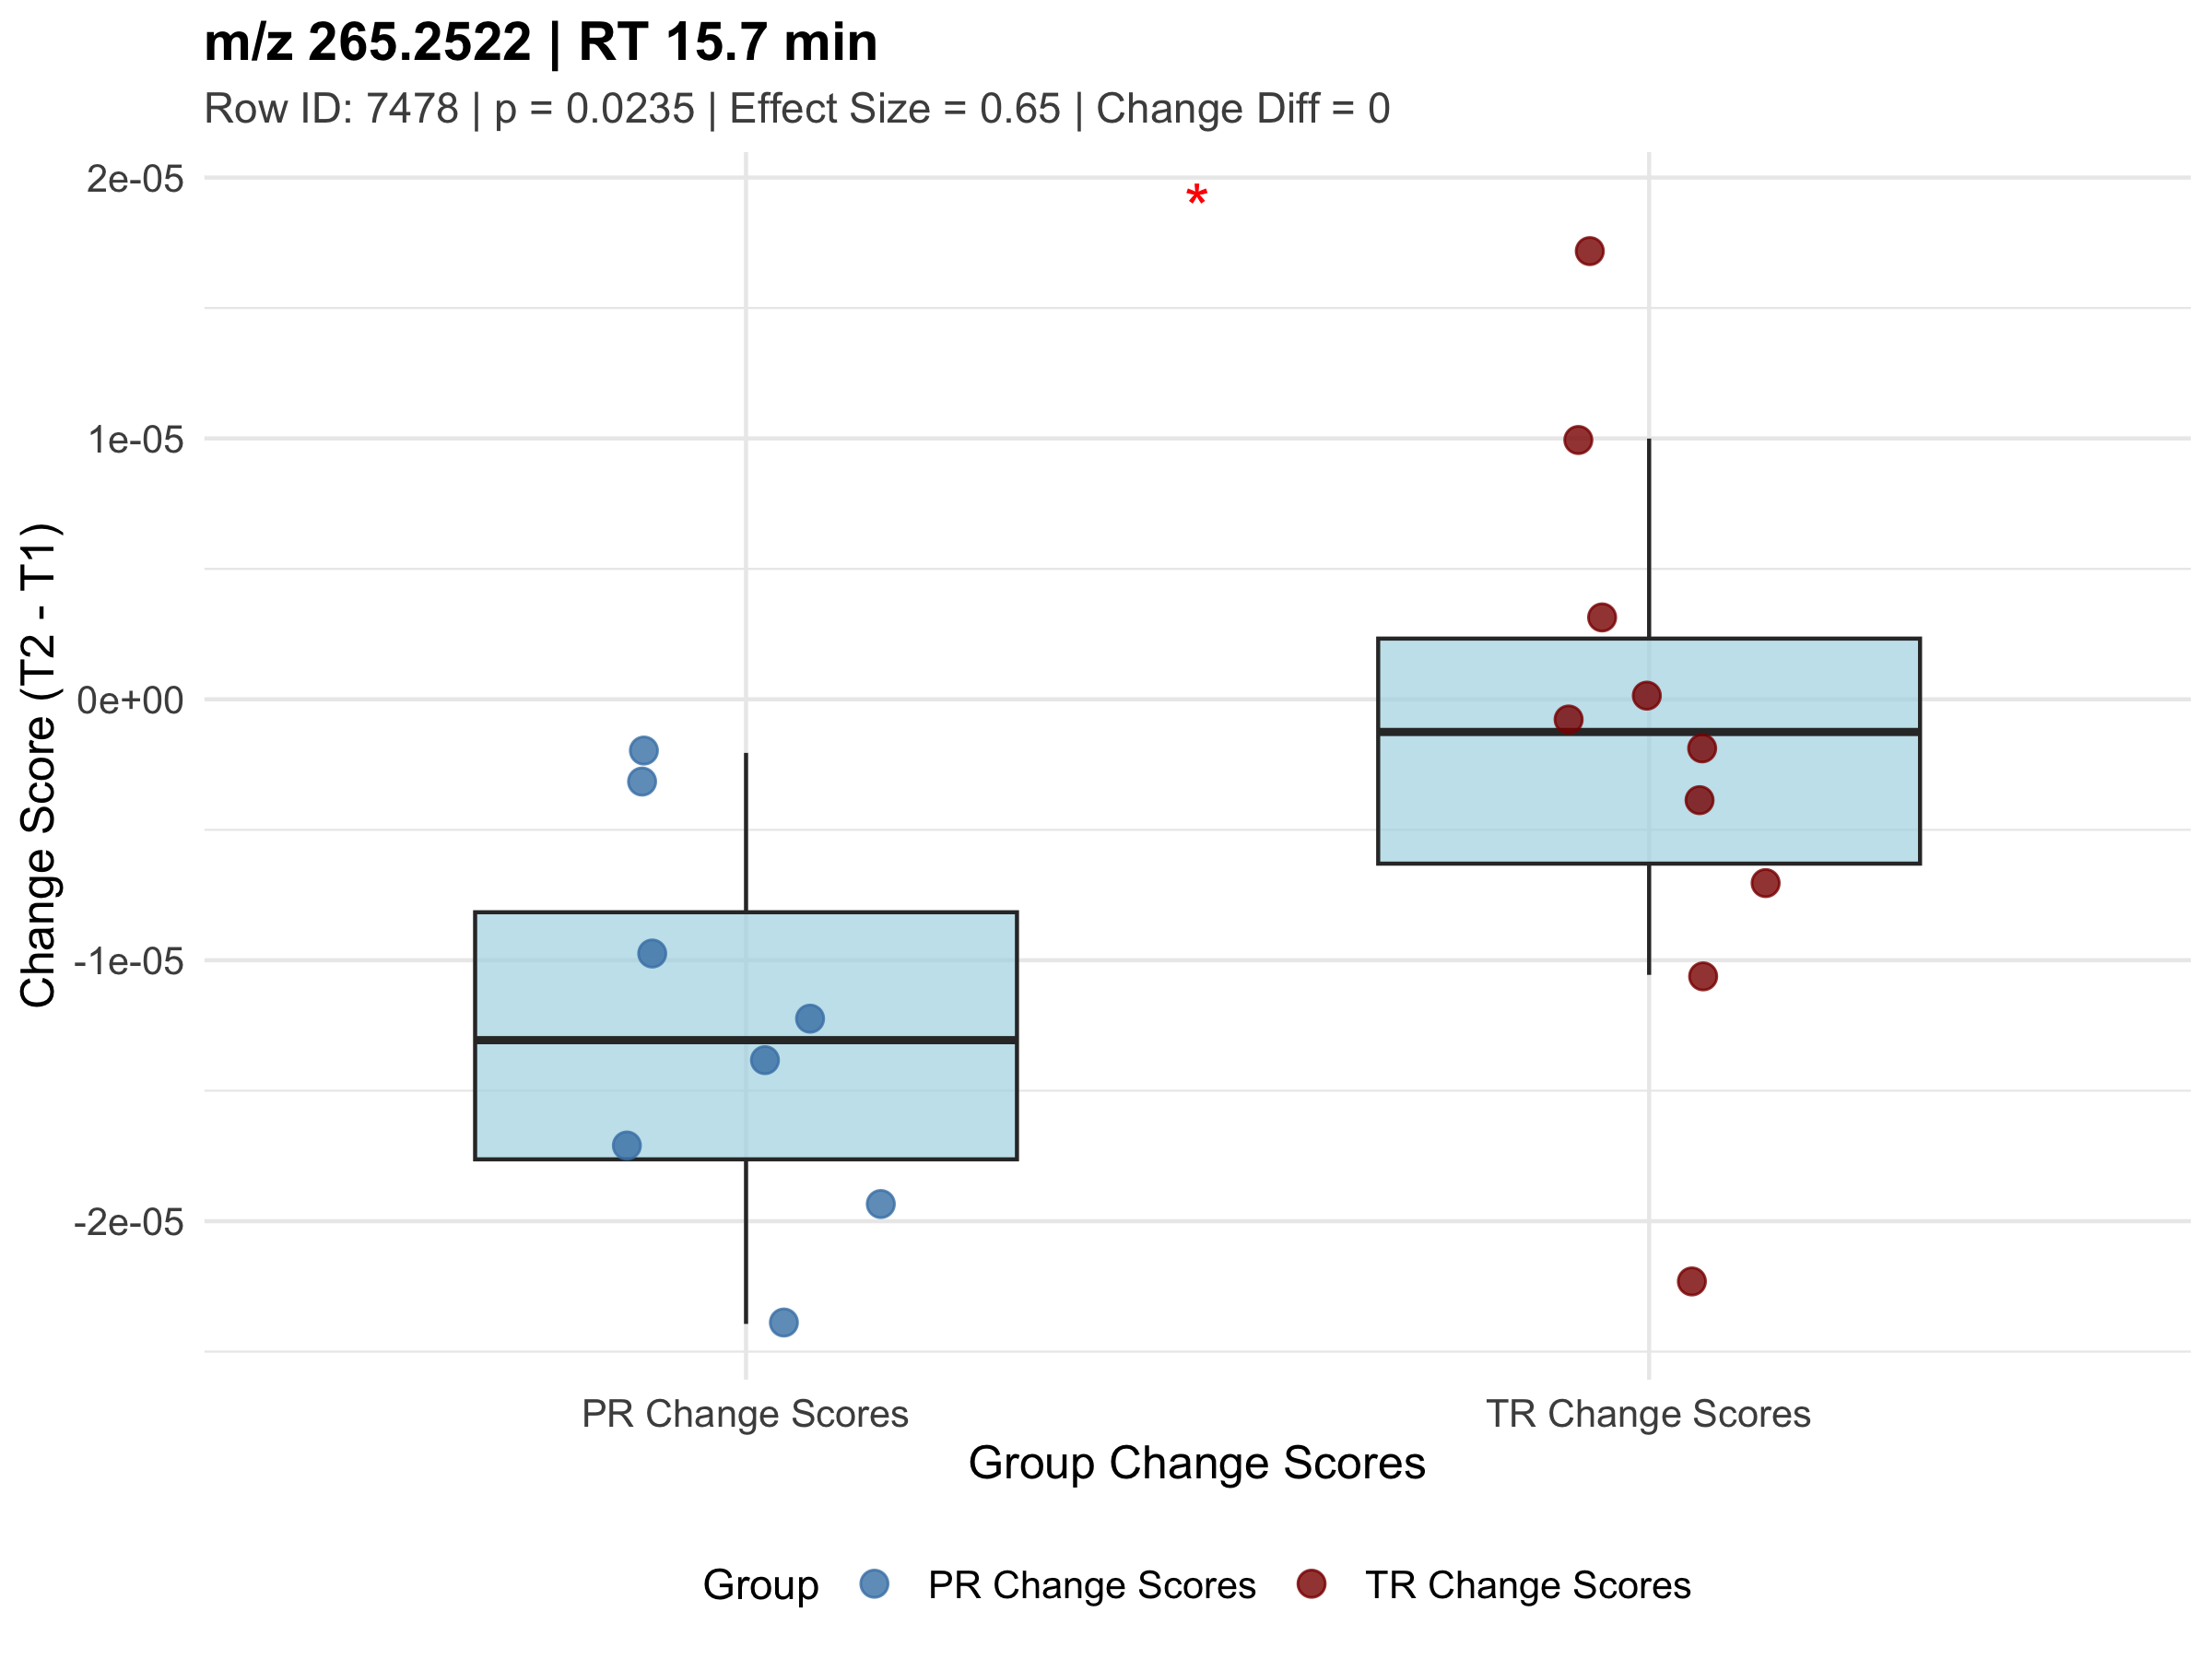 m/z 265.2522 | RT 15.7 min
Row ID: 7478 | p = 0.0235 | Effect Size = 0.65 | Change Diff = 0
2e-05
*
1e-05
0e+00
-1e-05
-2e-05
Change Score (T2 - T1)
PR Change Scores TR Change Scores
Group Change Scores
Group PR Change Scores TR Change Scores